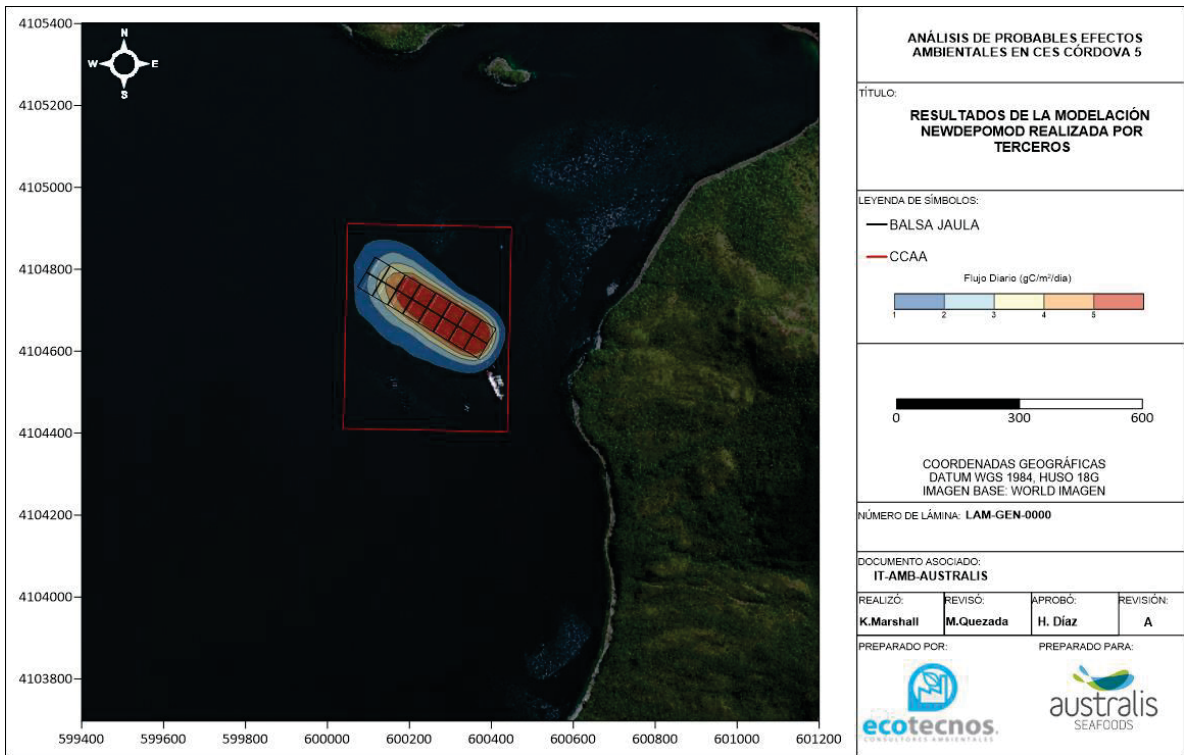 4105400
4105200
4105000
4104800
4104600
4104400
4104200
4104000
4103800
599400
599600
599800
600000
600200
600400
600600
600800
601000
601200
N
W
E
S
ANÁLISIS DE PROBABLES EFECTOS
AMBIENTALES EN CES CÓRDOVA 5
TÍTULO:
RESULTADOS DE LA MODELACIÓN
NEWDEPOMOD REALIZADA POR
TERCEROS
LEYENDA DE SÍMBOLOS:
BALSA JAULA
CCAA
Flujo Diario (gC/m²/dia)
1 2 3 4 5
0 300 600
COORDENADAS GEOGRÁFICAS
DATUM WGS 1984, HUSO 18G
IMAGEN BASE: WORLD IMAGEN
NÚMERO DE LÁMINA: LAM-GEN-0000
DOCUMENTO ASOCIADO:
IT-AMB-AUSTRALIS
REALIZÓ: REVISÓ: APROBÓ: REVISIÓN:
K.Marshall M.Quezada H. Díaz A
PREPARADO POR: PREPARADO PARA:
ecotecnos.
CONSULTORES AMBIENTALES
australis
SEAFOODS